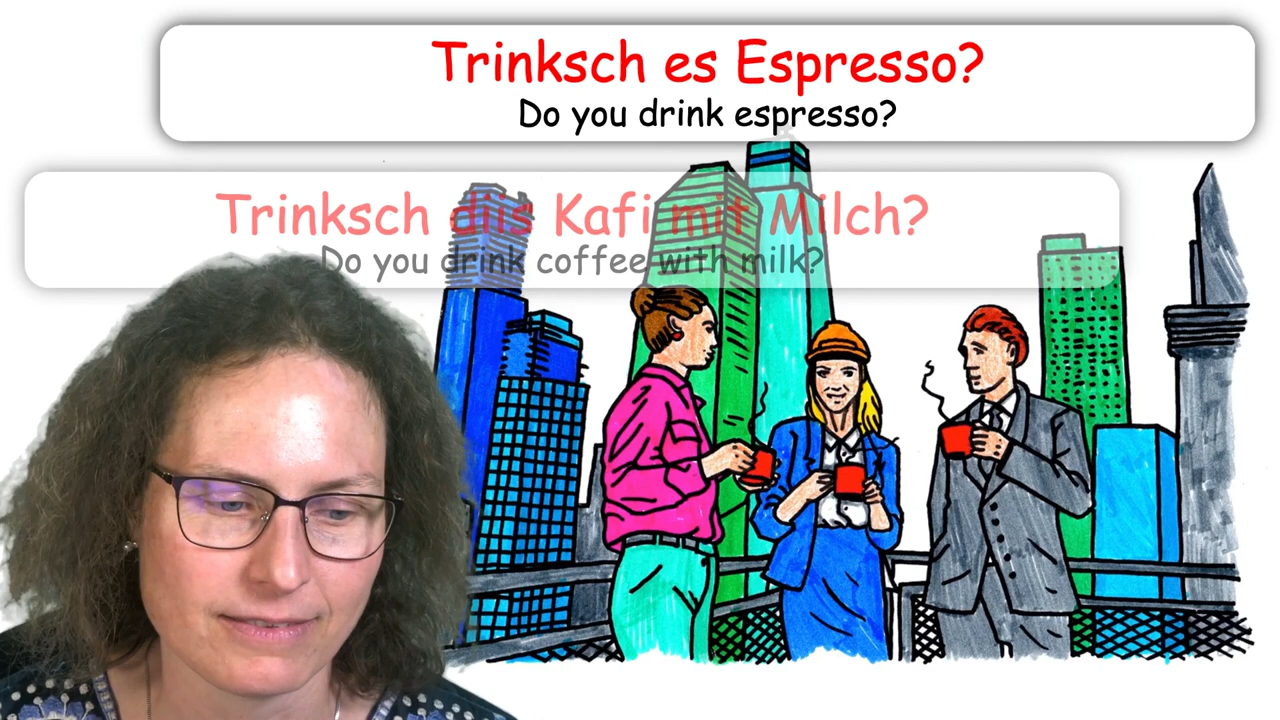 Trinksch es Espresso?
Do you drink espresso?
Trinksch diis Kafi mit Milch?
Do you drink coffee with milk?